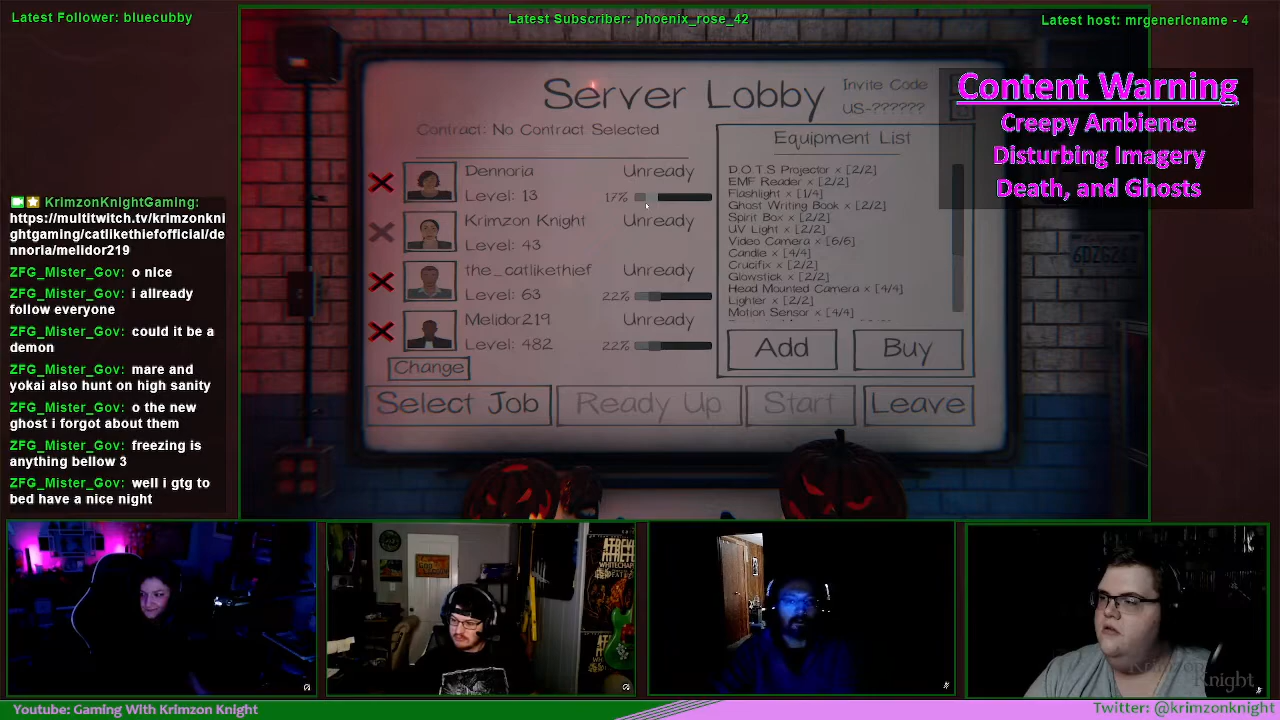 Latest Follower: bluecubby
Latest Subscriber: phoenix_rose_42
Latest host: mrgenericname - 4
Content Warning
Creepy Ambience
Disturbing Imagery
Death, and Ghosts
Server Lobby
Invite Code
US-??????
Contract: No Contract Selected
Dennoria
Unready
Level: 13
17%
Krimzon Knight
Unready
Level: 43
the_catlikethief
Unready
Level: 63
22%
Melidor219
Unready
Level: 482
22%
Change
Equipment List
D.O.T.S Projector x [2/2]
EMF Reader x [2/2]
Flashlight x [1/4]
Ghost Writing Book x [2/2]
Spirit Box x [2/2]
UV Light x [2/2]
Video Camera x [6/6]
Candle x [4/4]
Crucifix x [2/2]
Glowstick x [2/2]
Head Mounted Camera x [4/4]
Lighter x [2/2]
Motion Sensor x [4/4]
Add
Buy
Select Job
Ready Up
Start
Leave
KrimzonKnightGaming:
https://multitwitch.tv/krimzonkni
ghtgaming/catlikethiefofficial/de
nnoria/melidor219
ZFG_Mister_Gov: o nice
ZFG_Mister_Gov: i allready
follow everyone
ZFG_Mister_Gov: could it be a
demon
ZFG_Mister_Gov: mare and
yokai also hunt on high sanity
ZFG_Mister_Gov: o the new
ghost i forgot about them
ZFG_Mister_Gov: freezing is
anything bellow 3
ZFG_Mister_Gov: well i gtg to
bed have a nice night
Krimzon
Knight
Youtube: Gaming With Krimzon Knight
Twitter: @krimzonknight